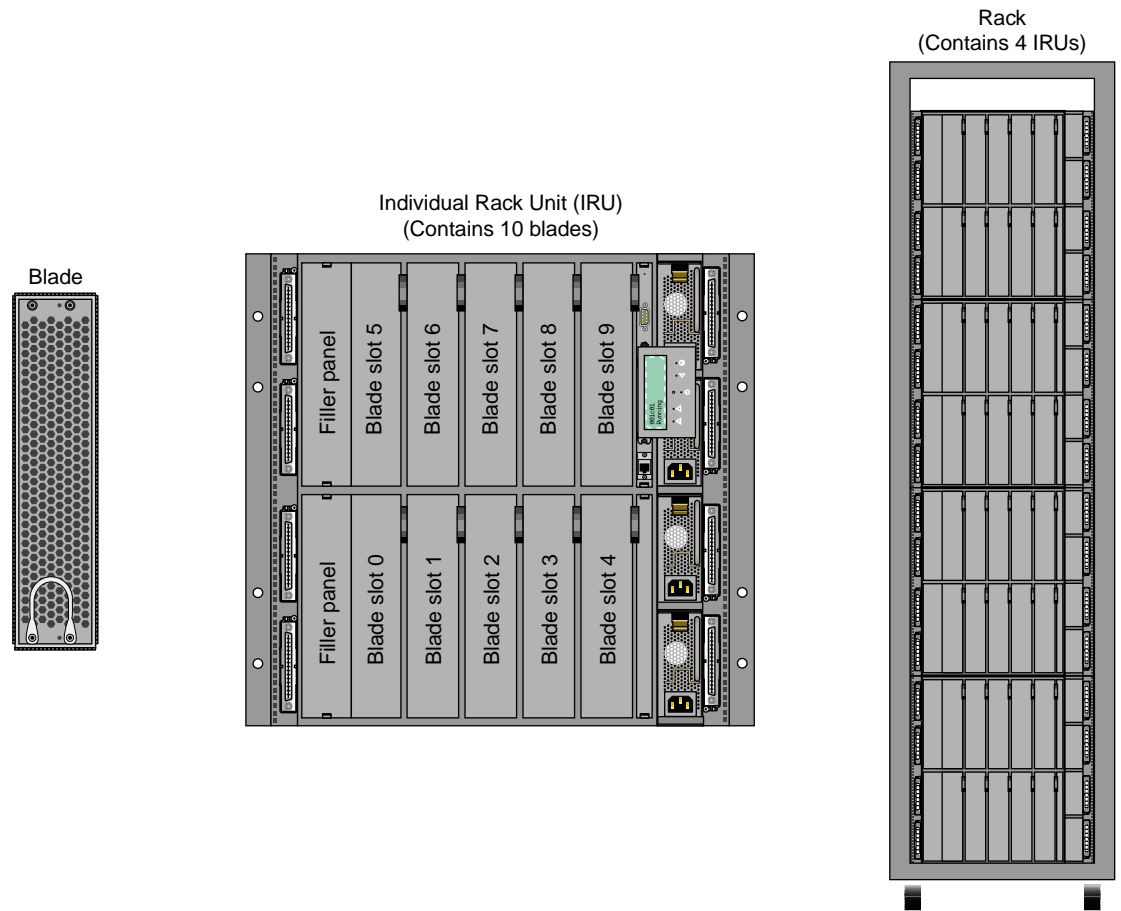 Rack
(Contains 4 IRUs)
Individual Rack Unit (IRU)
(Contains 10 blades)
Blade
Filler panel
Blade slot 5
Blade slot 6
Blade slot 7
Blade slot 8
Blade slot 9
001c01
Running
Filler panel
Blade slot 0
Blade slot 1
Blade slot 2
Blade slot 3
Blade slot 4